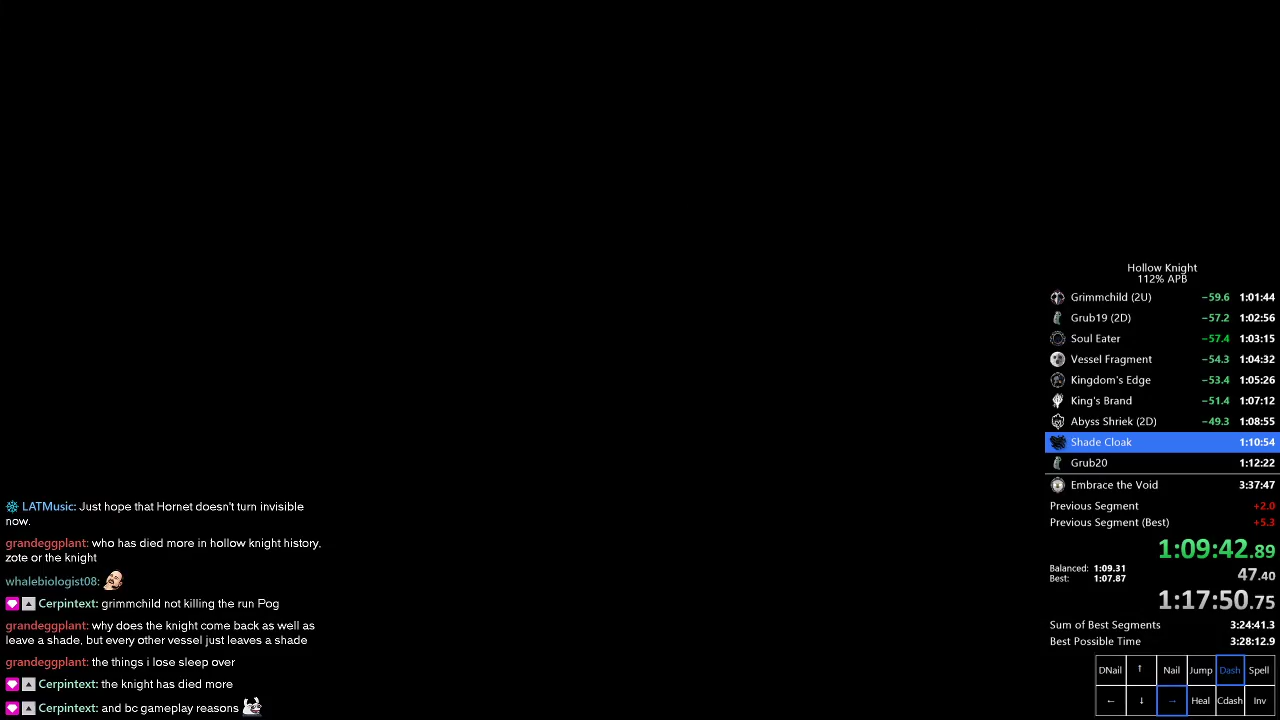 Hollow Knight
112% APB
Grimmchild (2U) −59.6 1:01:44
Grub19 (2D) −57.2 1:02:56
Soul Eater −57.4 1:03:15
Vessel Fragment −54.3 1:04:32
Kingdom's Edge −53.4 1:05:26
King's Brand −51.4 1:07:12
Abyss Shriek (2D) −49.3 1:08:55
Shade Cloak 1:10:54
Grub20 1:12:22
Embrace the Void 3:37:47
Previous Segment +2.0
Previous Segment (Best) +5.3
1:09:42.89
Balanced: 1:09.31
Best: 1:07.87
47.40
1:17:50.75
Sum of Best Segments 3:24:41.3
Best Possible Time 3:28:12.9
DNail ↑ Nail Jump Dash Spell
← ↓ → Heal Cdash Inv
LATMusic: Just hope that Hornet doesn't turn invisible
now.
grandeggplant: who has died more in hollow knight history,
zote or the knight
whalebiologist08:
Cerpintext: grimmchild not killing the run Pog
grandeggplant: why does the knight come back as well as
leave a shade, but every other vessel just leaves a shade
grandeggplant: the things i lose sleep over
Cerpintext: the knight has died more
Cerpintext: and bc gameplay reasons